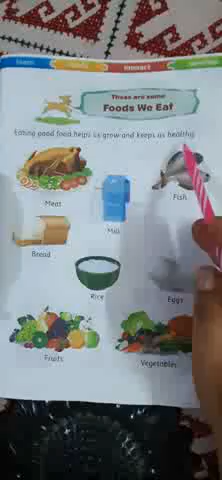 These are some
Foods We Eat
Eating good food helps us grow and keeps us healthy
Meat
Fish
Milk
Bread
Rice
Eggs
Fruits
Vegetables